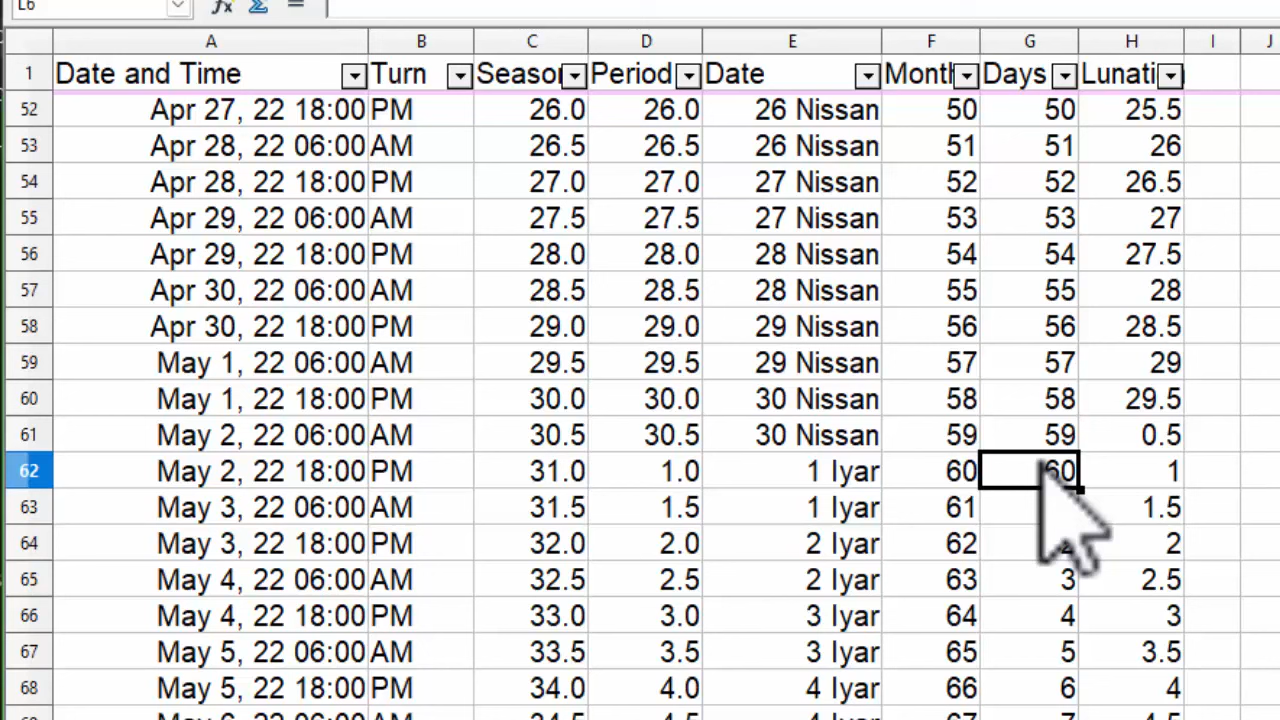 L6
A B C D E F G H I J
1 Date and Time Turn Season Period Date Month Days Lunati
52 Apr 27, 22 18:00 PM 26.0 26.0 26 Nissan 50 50 25.5
53 Apr 28, 22 06:00 AM 26.5 26.5 26 Nissan 51 51 26
54 Apr 28, 22 18:00 PM 27.0 27.0 27 Nissan 52 52 26.5
55 Apr 29, 22 06:00 AM 27.5 27.5 27 Nissan 53 53 27
56 Apr 29, 22 18:00 PM 28.0 28.0 28 Nissan 54 54 27.5
57 Apr 30, 22 06:00 AM 28.5 28.5 28 Nissan 55 55 28
58 Apr 30, 22 18:00 PM 29.0 29.0 29 Nissan 56 56 28.5
59 May 1, 22 06:00 AM 29.5 29.5 29 Nissan 57 57 29
60 May 1, 22 18:00 PM 30.0 30.0 30 Nissan 58 58 29.5
61 May 2, 22 06:00 AM 30.5 30.5 30 Nissan 59 59 0.5
62 May 2, 22 18:00 PM 31.0 1.0 1 Iyar 60 60 1
63 May 3, 22 06:00 AM 31.5 1.5 1 Iyar 61 1.5
64 May 3, 22 18:00 PM 32.0 2.0 2 Iyar 62 2
65 May 4, 22 06:00 AM 32.5 2.5 2 Iyar 63 3 2.5
66 May 4, 22 18:00 PM 33.0 3.0 3 Iyar 64 4 3
67 May 5, 22 06:00 AM 33.5 3.5 3 Iyar 65 5 3.5
68 May 5, 22 18:00 PM 34.0 4.0 4 Iyar 66 6 4